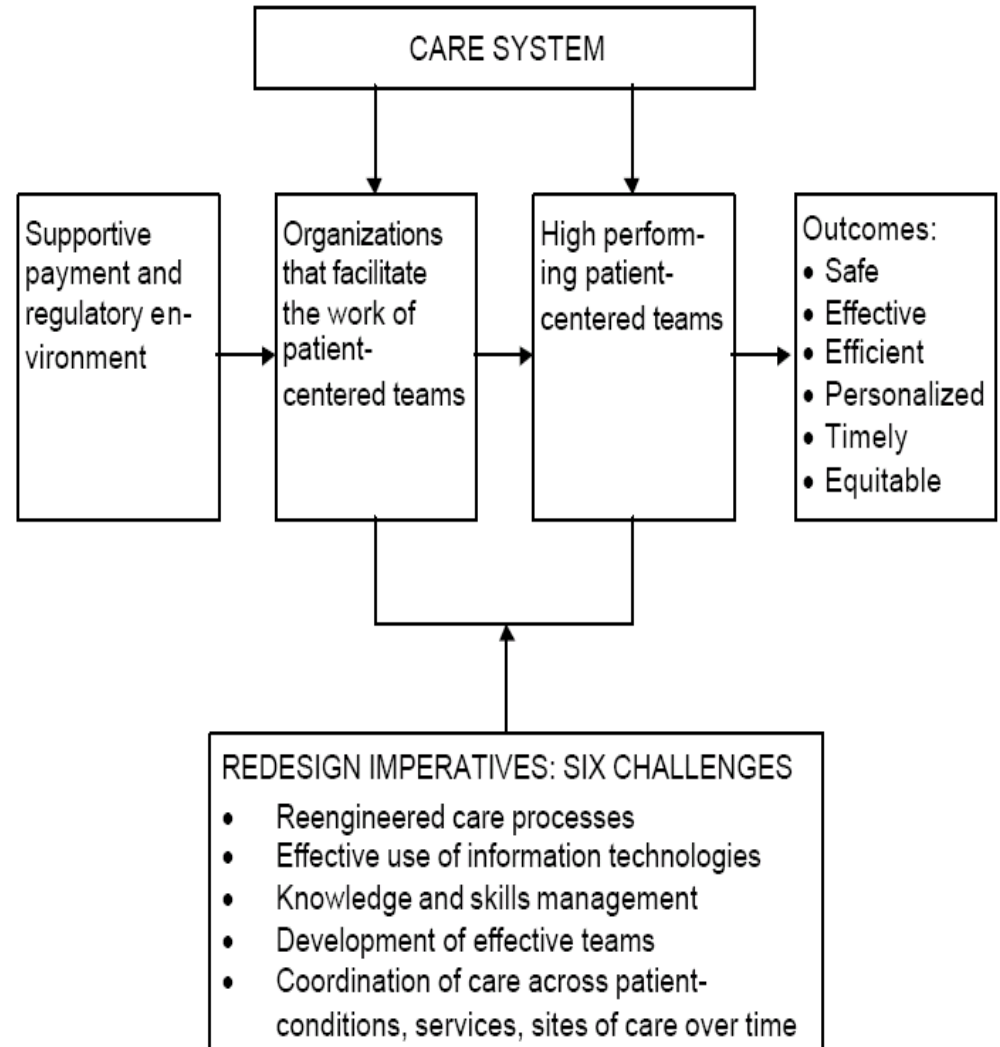 CARE SYSTEM
Supportive
payment and
regulatory en-
vironment
Organizations
that facilitate
the work of
patient-
centered teams
High perform-
ing patient-
centered teams
Outcomes:
• Safe
• Effective
• Efficient
• Personalized
• Timely
• Equitable
REDESIGN IMPERATIVES: SIX CHALLENGES
• Reengineered care processes
• Effective use of information technologies
• Knowledge and skills management
• Development of effective teams
• Coordination of care across patient-
conditions, services, sites of care over time